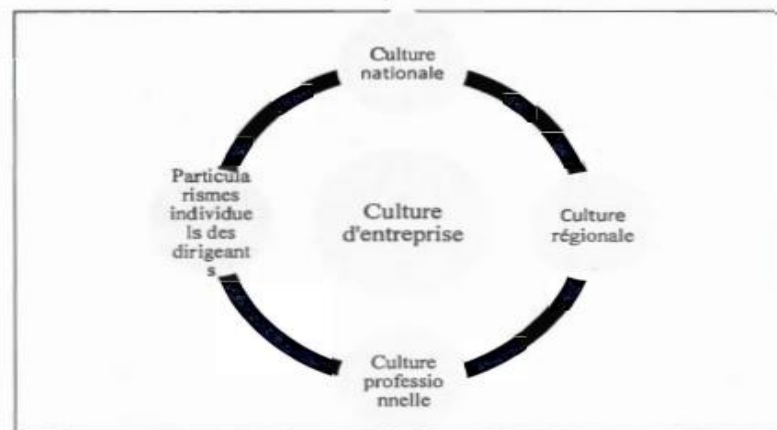 Culture
nationale
Particula
rismes
individue
ls des
dirigeant
s
Culture
d'entreprise
Culture
régionale
Culture
professio
nnelle